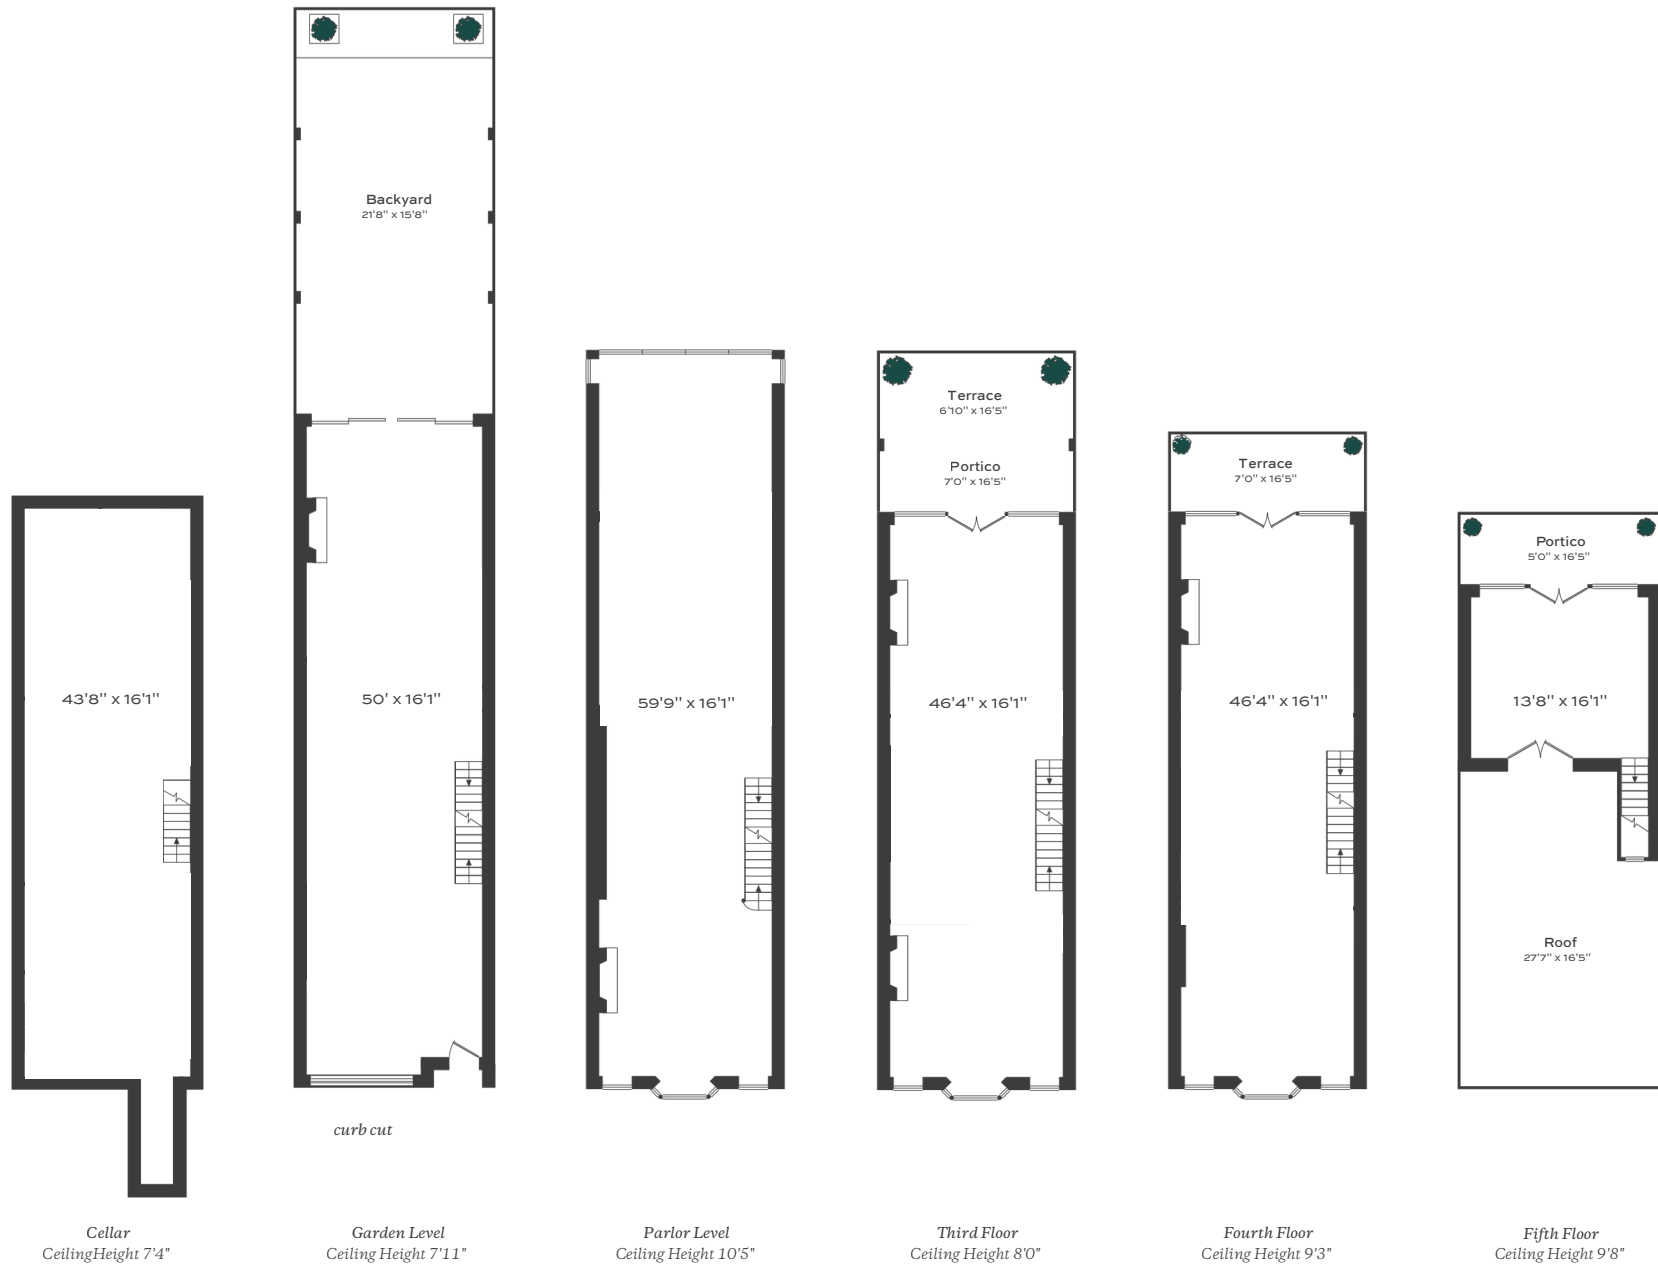 Backyard
21'8" x 15'8"
Terrace
6'10" x 16'5"
Portico
7'0" x 16'5"
Terrace
7'0" x 16'5"
Portico
5'0" x 16'5"
43'8" x 16'1"
50' x 16'1"
59'9" x 16'1"
46'4" x 16'1"
46'4" x 16'1"
13'8" x 16'1"
Roof
27'7" x 16'5"
curb cut
Cellar
CeilingHeight 7'4"
Garden Level
Ceiling Height 7'11"
Parlor Level
Ceiling Height 10'5"
Third Floor
Ceiling Height 8'0"
Fourth Floor
Ceiling Height 9'3"
Fifth Floor
Ceiling Height 9'8"